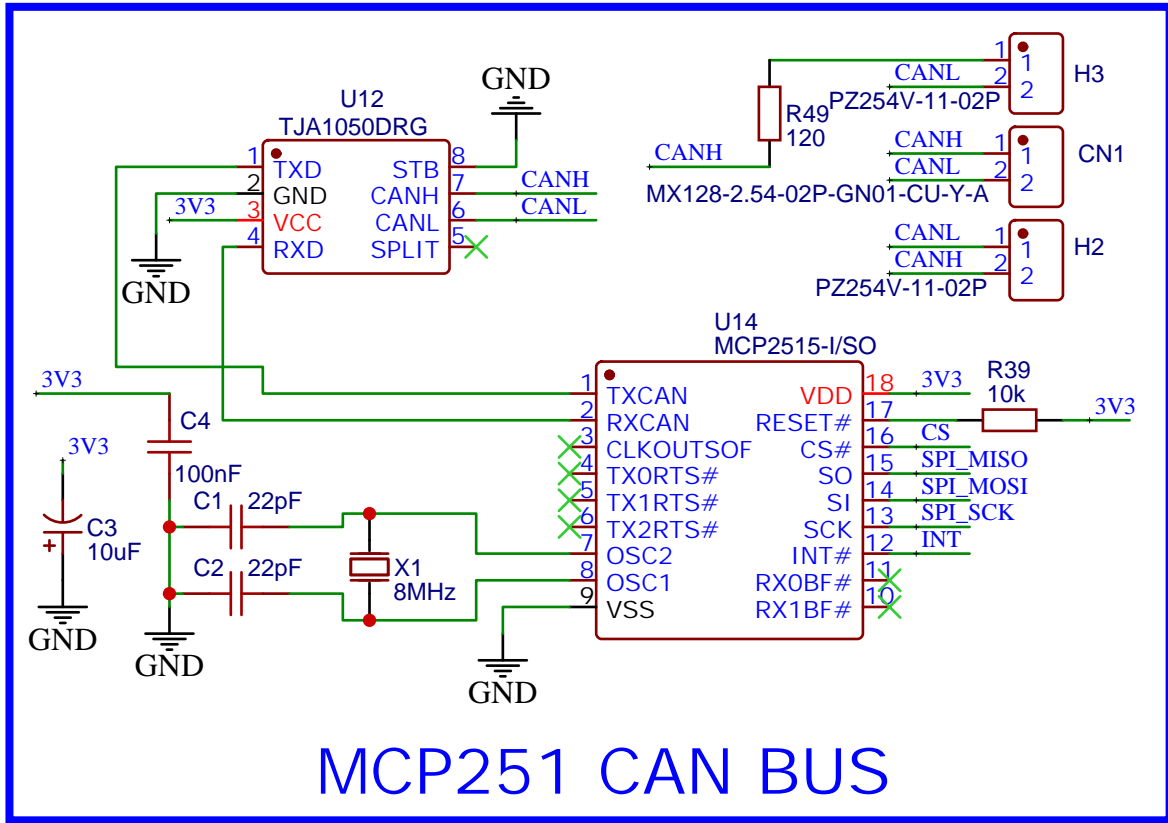 GND
U12
TJA1050DRG
1 TXD STB 8
2 GND CANH 7 CANH
3V3 3 VCC CANL 6 CANL
4 RXD SPLIT 5
GND
1 1 H3
CANL 2 2
PZ254V-11-02P
R49
120
CANH
CANH 1 1 CN1
CANL 2 2
MX128-2.54-02P-GN01-CU-Y-A
CANL 1 1 H2
CANH 2 2
PZ254V-11-02P
U14
MCP2515-I/SO
1 TXCAN VDD 18 3V3
2 RXCAN RESET# 17
3 CLKOUTSOF CS# 16 CS
4 TX0RTS# SO 15 SPI_MISO
5 TX1RTS# SI 14 SPI_MOSI
6 TX2RTS# SCK 13 SPI_SCK
7 OSC2 INT# 12 INT
8 OSC1 RX0BF# 11
9 VSS RX1BF# 10
R39
10k
3V3
3V3
C4
100nF
3V3
C3
+
10uF
GND
C1 22pF
C2 22pF
GND
X1
8MHz
GND
MCP251 CAN BUS